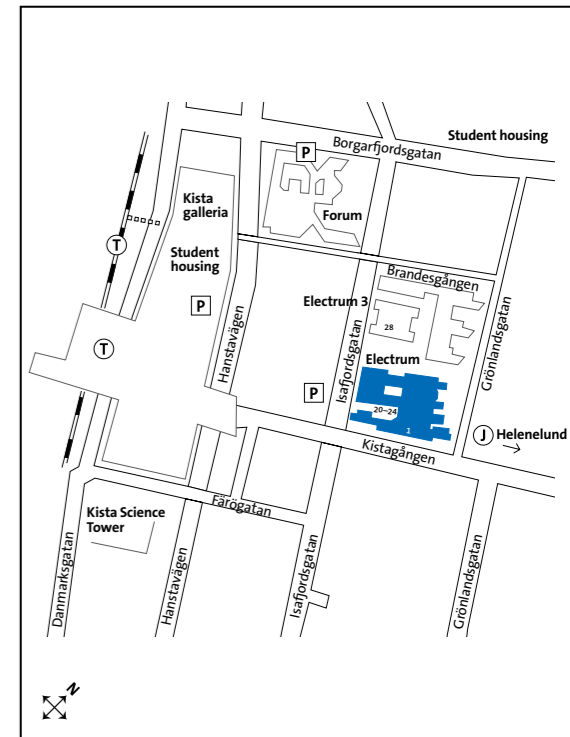 Student housing
Borgarfjordsgatan
P
Kista
galleria
Forum
T
Student
housing
Brandesgången
P
Electrum 3
28
Hanstavägen
Isafjordsgatan
Grönlandsgatan
T
Electrum
P
20–24
1
J Helenelund
Kistagången
Färögatan
Kista Science
Tower
Danmarksgatan
Hanstavägen
Isafjordsgatan
Grönlandsgatan
N